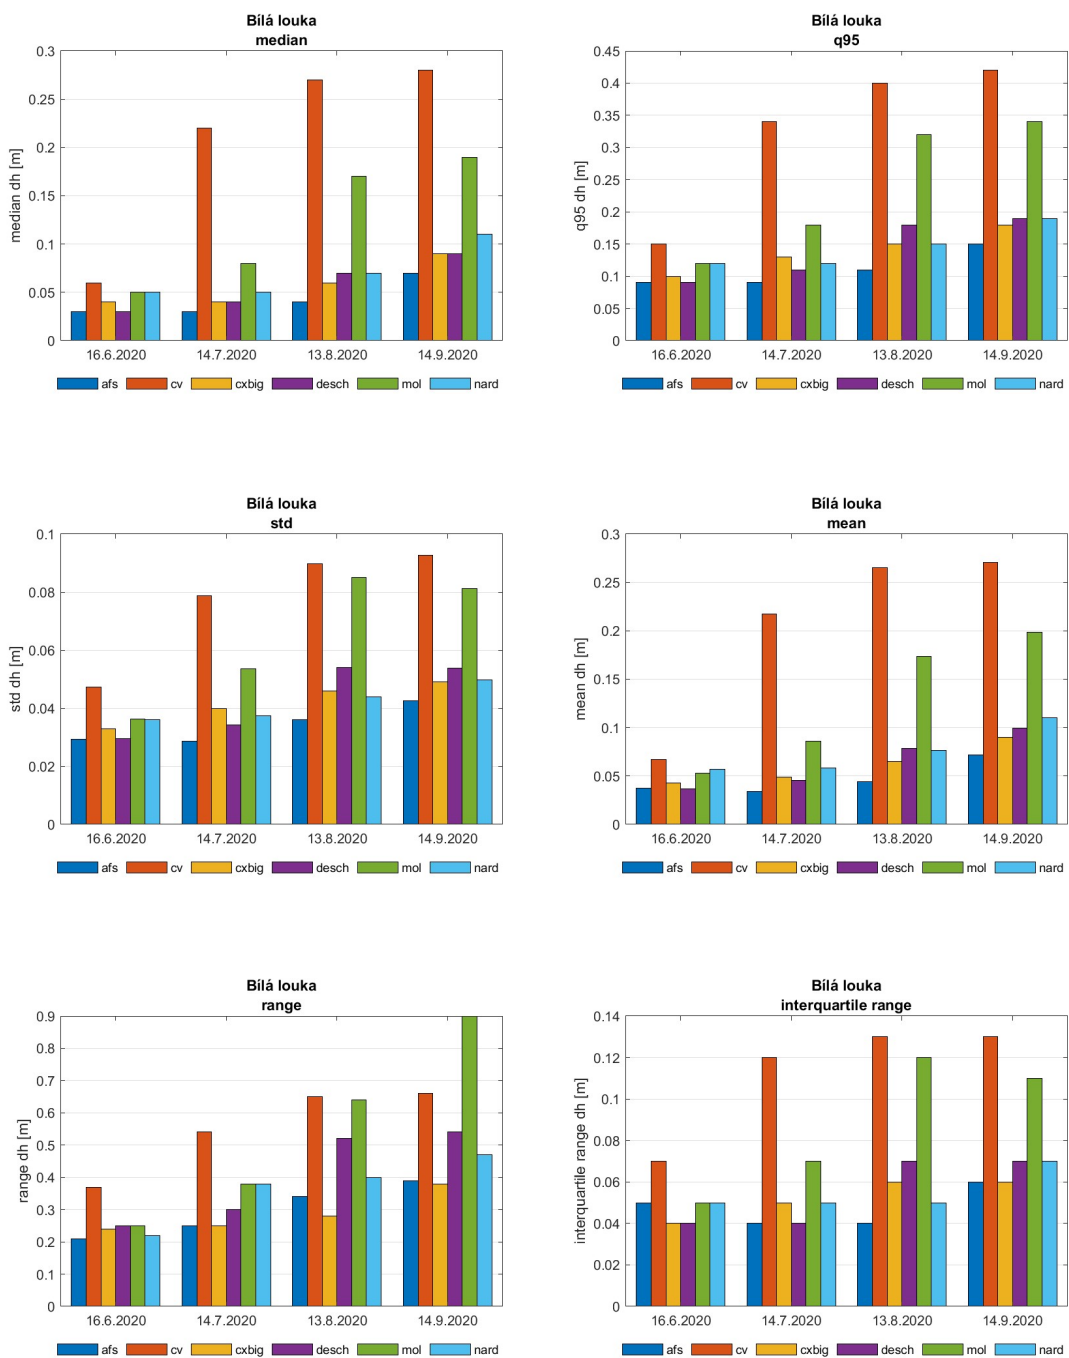 Bílá louka
median
0.3
0.25
0.2
0.15
0.1
0.05
0
median dh [m]
16.6.2020 14.7.2020 13.8.2020 14.9.2020
afs cv cxbig desch mol nard
Bílá louka
q95
0.45
0.4
0.35
0.3
0.25
0.2
0.15
0.1
0.05
0
q95 dh [m]
16.6.2020 14.7.2020 13.8.2020 14.9.2020
afs cv cxbig desch mol nard
Bílá louka
std
0.1
0.08
0.06
0.04
0.02
0
std dh [m]
16.6.2020 14.7.2020 13.8.2020 14.9.2020
afs cv cxbig desch mol nard
Bílá louka
mean
0.3
0.25
0.2
0.15
0.1
0.05
0
mean dh [m]
16.6.2020 14.7.2020 13.8.2020 14.9.2020
afs cv cxbig desch mol nard
Bílá louka
range
0.9
0.8
0.7
0.6
0.5
0.4
0.3
0.2
0.1
0
range dh [m]
16.6.2020 14.7.2020 13.8.2020 14.9.2020
afs cv cxbig desch mol nard
Bílá louka
interquartile range
0.14
0.12
0.1
0.08
0.06
0.04
0.02
0
interquartile range dh [m]
16.6.2020 14.7.2020 13.8.2020 14.9.2020
afs cv cxbig desch mol nard